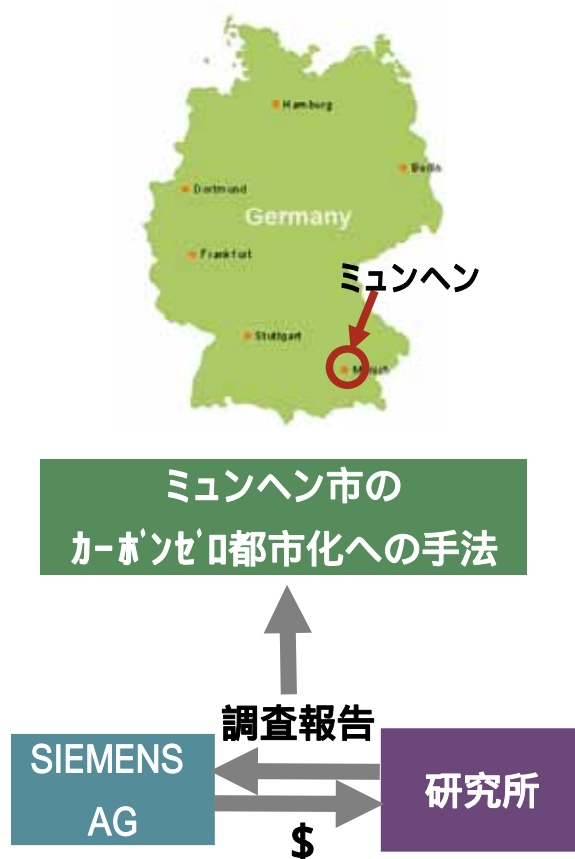 Hamburg
Berlin
Dortmund
Germany
Frankfurt
ミュンヘン
Stuttgart
Munich
ミュンヘン市の
ｶｰﾎﾞﾝｾﾞﾛ都市化への手法
調査報告
SIEMENS
AG
研究所
$